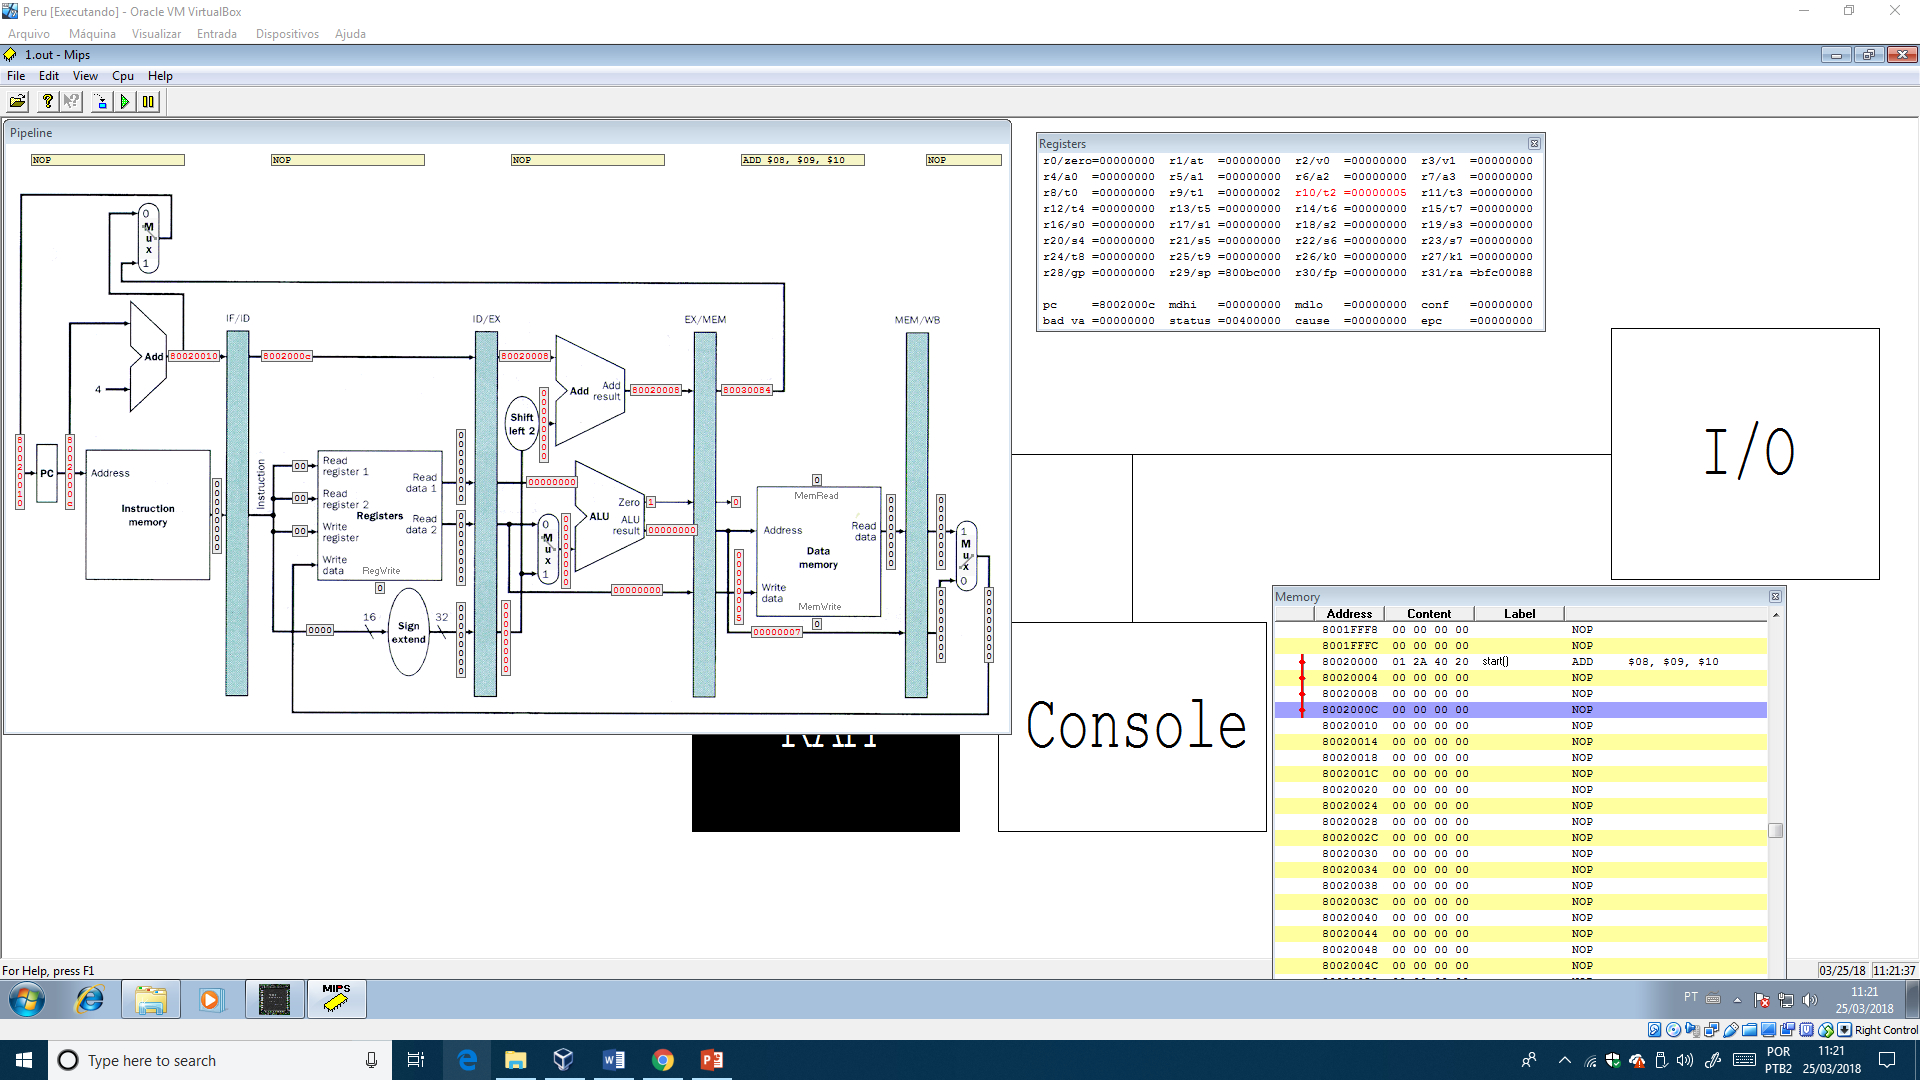 Peru [Executando] - Oracle VM VirtualBox
Arquivo Máquina Visualizar Entrada Dispositivos Ajuda
1.out - Mips
File Edit View Cpu Help
Pipeline
NOP NOP NOP ADD $08, $09, $10 NOP
0
M
u
x
1
IF/ID ID/EX EX/MEM MEM/WB
Add 80020010 8002000c 80020008
4
Add Add result 80020008 80030084
Shift left 2
00000000
80020010 PC 8002000c
Address
Instruction memory
00000000
Instruction
00 Read register 1
00 Read register 2
00 Write register
Write data
Registers
Read data 1
Read data 2
RegWrite
0
00000000
00000000
00000000
0
M
u
x
1
00000000
ALU
Zero 1 0
ALU result 00000000
00000000
0
MemRead
Address
Read data
Data memory
Write data
MemWrite
0
00000005
00000007
00000000
00000000
00000000
1
M
u
x
0
00000000
0000 16 Sign extend 32
00000000
00000000
Registers
r0/zero=00000000 r1/at =00000000 r2/v0 =00000000 r3/v1 =00000000
r4/a0 =00000000 r5/a1 =00000000 r6/a2 =00000000 r7/a3 =00000000
r8/t0 =00000000 r9/t1 =00000002 r10/t2 =00000005 r11/t3 =00000000
r12/t4 =00000000 r13/t5 =00000000 r14/t6 =00000000 r15/t7 =00000000
r16/s0 =00000000 r17/s1 =00000000 r18/s2 =00000000 r19/s3 =00000000
r20/s4 =00000000 r21/s5 =00000000 r22/s6 =00000000 r23/s7 =00000000
r24/t8 =00000000 r25/t9 =00000000 r26/k0 =00000000 r27/k1 =00000000
r28/gp =00000000 r29/sp =800bc000 r30/fp =00000000 r31/ra =bfc00088
pc =8002000c mdhi =00000000 mdlo =00000000 conf =00000000
bad va =00000000 status =00400000 cause =00000000 epc =00000000
I/O
Console
Memory
Address Content Label
8001FFF8 00 00 00 00 NOP
8001FFFC 00 00 00 00 NOP
80020000 01 2A 40 20 start() ADD $08, $09, $10
80020004 00 00 00 00 NOP
80020008 00 00 00 00 NOP
8002000C 00 00 00 00 NOP
80020010 00 00 00 00 NOP
80020014 00 00 00 00 NOP
80020018 00 00 00 00 NOP
8002001C 00 00 00 00 NOP
80020020 00 00 00 00 NOP
80020024 00 00 00 00 NOP
80020028 00 00 00 00 NOP
8002002C 00 00 00 00 NOP
80020030 00 00 00 00 NOP
80020034 00 00 00 00 NOP
80020038 00 00 00 00 NOP
8002003C 00 00 00 00 NOP
80020040 00 00 00 00 NOP
80020044 00 00 00 00 NOP
80020048 00 00 00 00 NOP
8002004C 00 00 00 00 NOP
For Help, press F1
03/25/18 11:21:37
MIPS
PT
11:21
25/03/2018
Right Control
Type here to search
POR
PTB2
11:21
25/03/2018